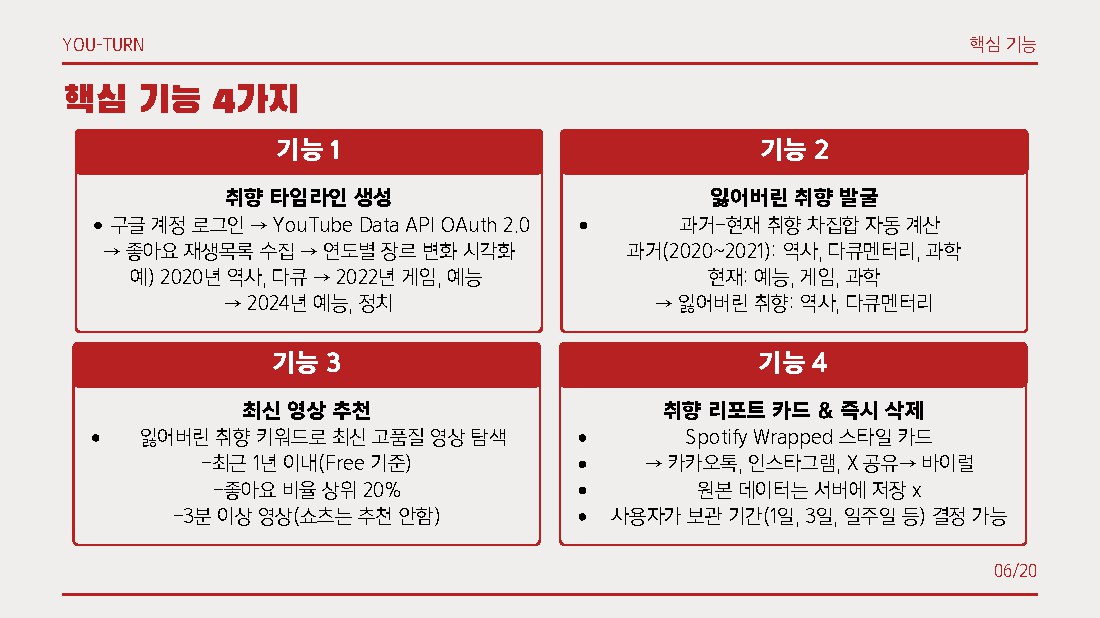 YOU-TURN
핵심 기능
핵심 기능 4가지
기능 1
취향 타임라인 생성
• 구글 계정 로그인 → YouTube Data API OAuth 2.0
→ 좋아요 재생목록 수집 → 연도별 장르 변화 시각화
예) 2020년 역사, 다큐 → 2022년 게임, 예능
→ 2024년 예능, 정치
기능 2
잃어버린 취향 발굴
• 과거-현재 취향 차집합 자동 계산
과거(2020~2021): 역사, 다큐멘터리, 과학
현재: 예능, 게임, 과학
→ 잃어버린 취향: 역사, 다큐멘터리
기능 3
최신 영상 추천
• 잃어버린 취향 키워드로 최신 고품질 영상 탐색
-최근 1년 이내(Free 기준)
-좋아요 비율 상위 20%
-3분 이상 영상(쇼츠는 추천 안함)
기능 4
취향 리포트 카드 & 즉시 삭제
• Spotify Wrapped 스타일 카드
• → 카카오톡, 인스타그램, X 공유→ 바이럴
• 원본 데이터는 서버에 저장 x
• 사용자가 보관 기간(1일, 3일, 일주일 등) 결정 가능
06/20